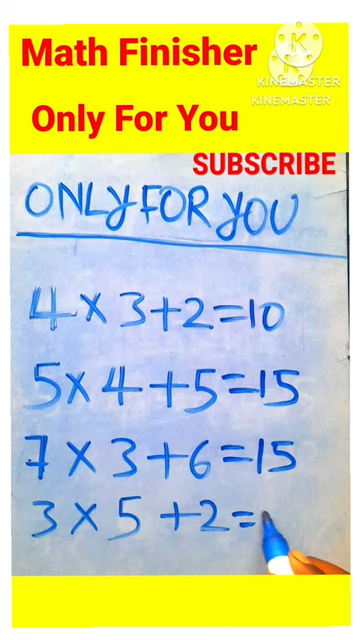 Math Finisher
KINEMASTER
KINEMASTER
Only For You
SUBSCRIBE
ONLY FOR YOU
4 × 3 + 2 = 10
5 × 4 + 5 = 15
7 × 3 + 6 = 15
3 × 5 + 2 =